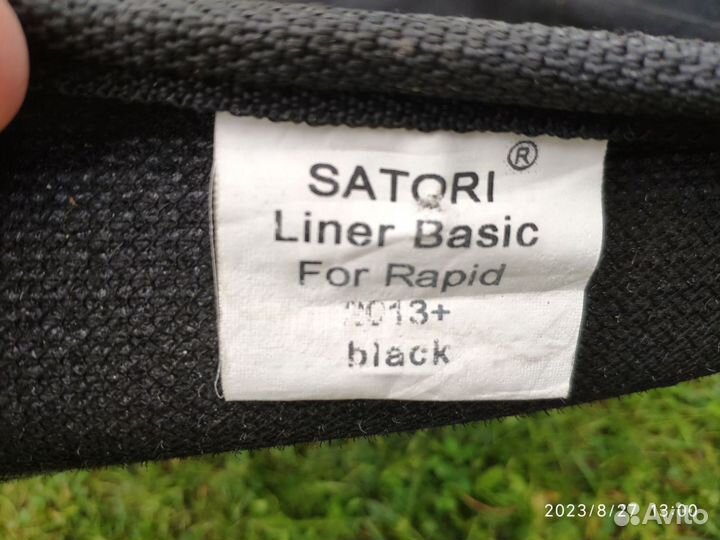 SATORI ®
Liner Basic
For Rapid
2013+
black
2023/8/27 13:00
Avito